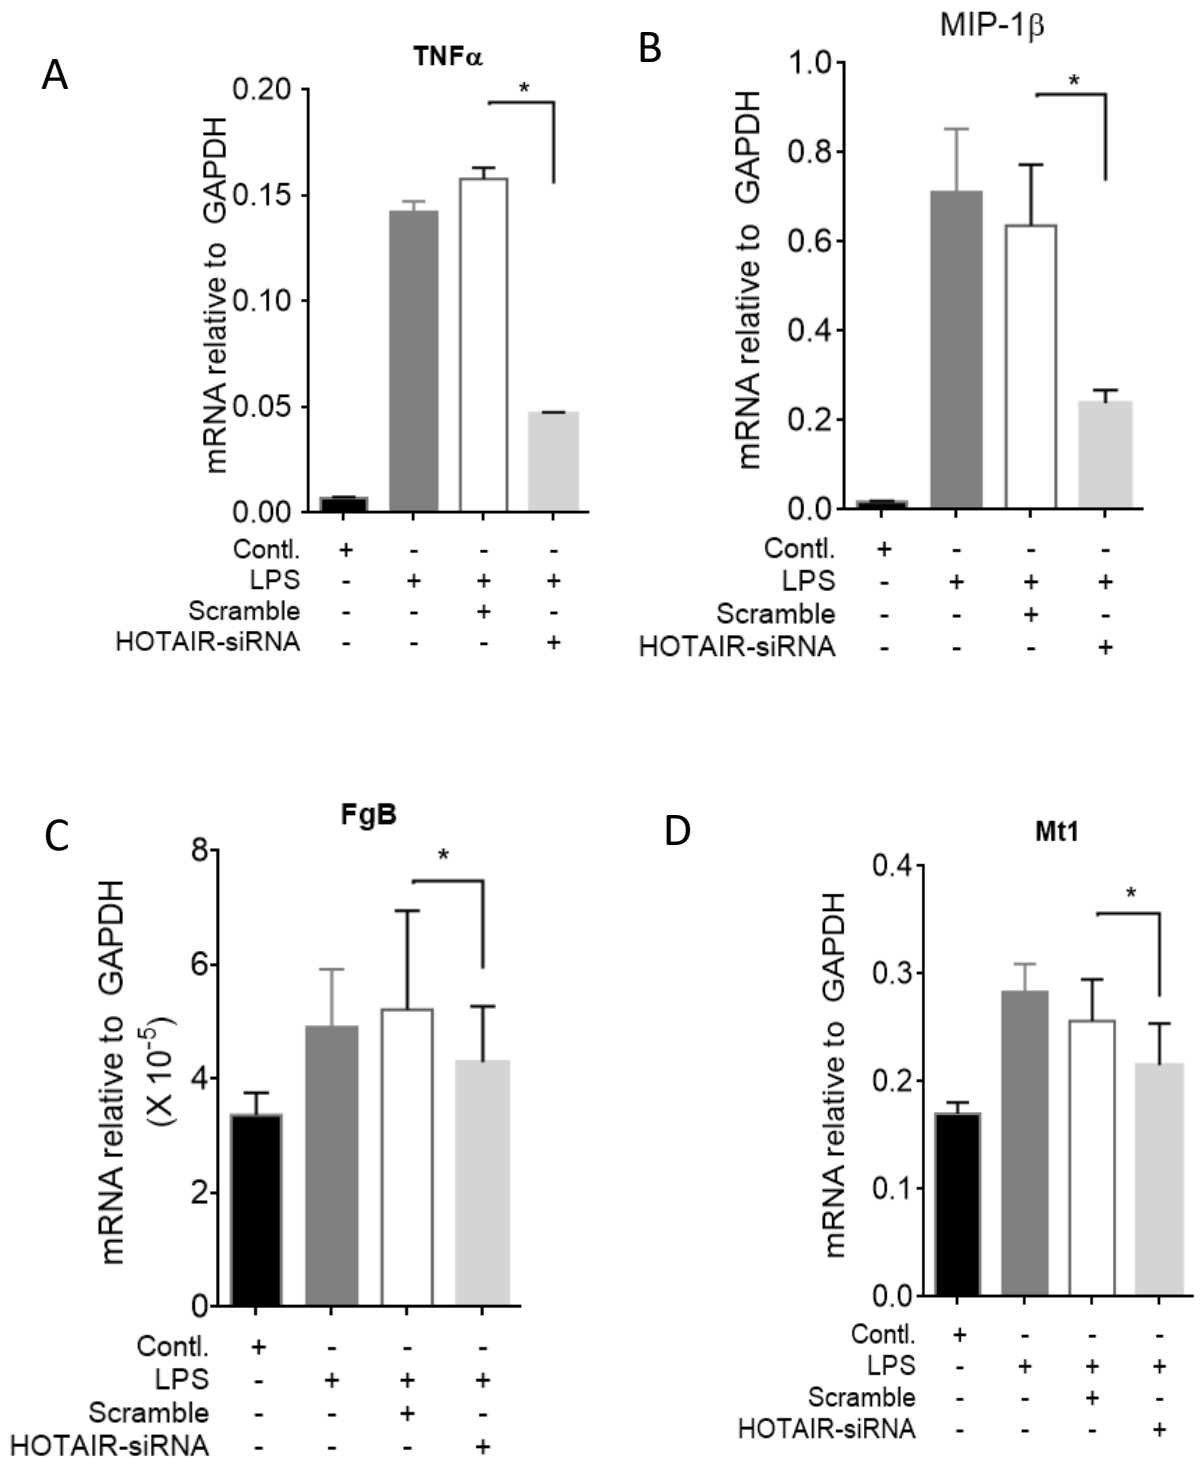 A
TNFα
*
mRNA relative to GAPDH
0.20
0.15
0.10
0.05
0.00
Contl. + - - -
LPS - + + +
Scramble - - + -
HOTAIR-siRNA - - - +
B
MIP-1β
*
mRNA relative to GAPDH
1.0
0.8
0.6
0.4
0.2
0.0
Contl. + - - -
LPS - + + +
Scramble - - + -
HOTAIR-siRNA - - - +
C
FgB
*
mRNA relative to GAPDH
(X 10⁻⁵)
8
6
4
2
0
Contl. + - - -
LPS - + + +
Scramble - - + -
HOTAIR-siRNA - - - +
D
Mt1
*
mRNA relative to GAPDH
0.4
0.3
0.2
0.1
0.0
Contl. + - - -
LPS - + + +
Scramble - - + -
HOTAIR-siRNA - - - +